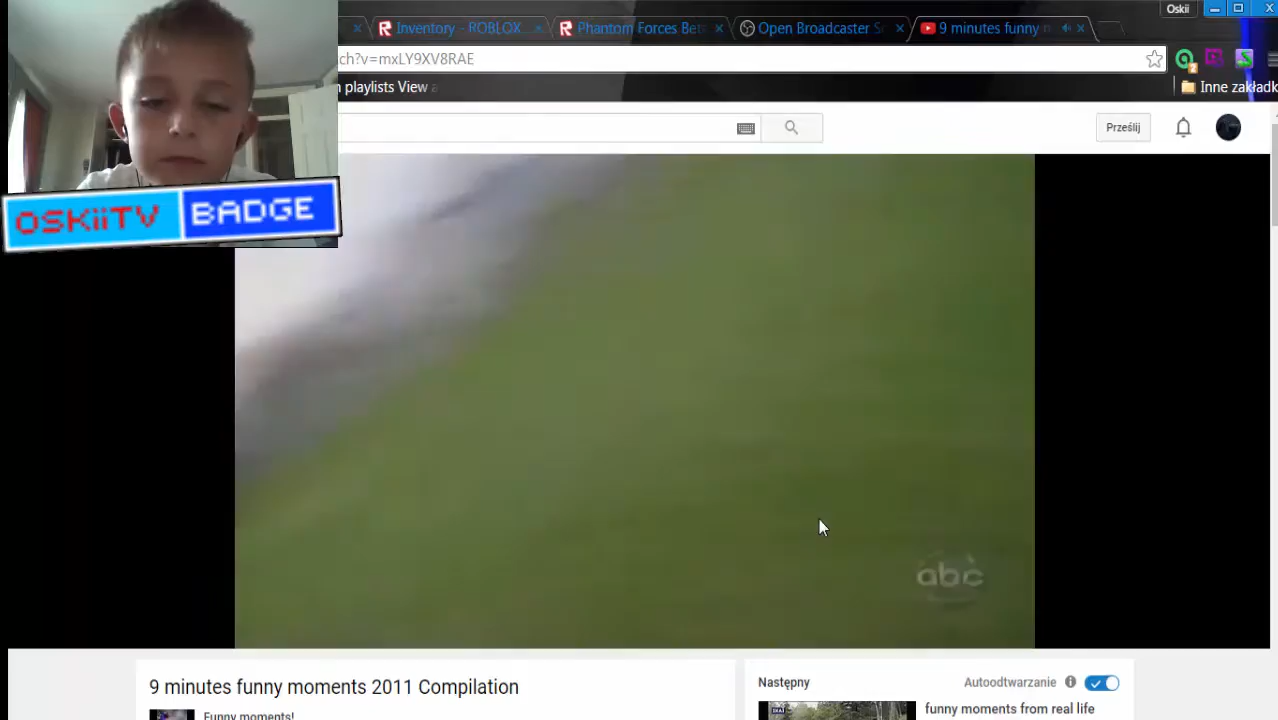 Oskii
Inventory - ROBLOX
Phantom Forces Bet
Open Broadcaster S
9 minutes funny m
ch?v=mxLY9XV8RAE
n playlists View a
Inne zakładk
Prześlij
OSKiiTV BADGE
abc
9 minutes funny moments 2011 Compilation
Funny moments!
Następny
Autoodtwarzanie
funny moments from real life